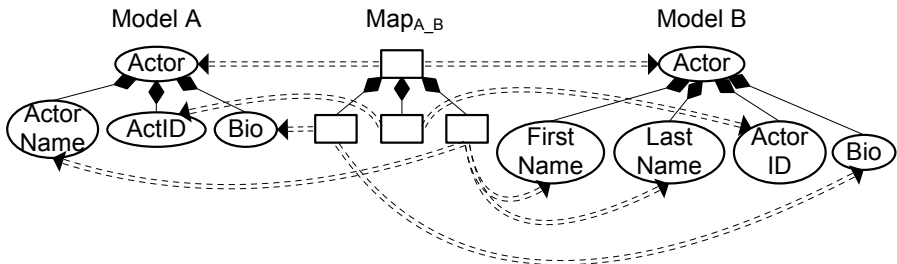 Model A
Map_A_B
Model B
Actor
Actor
Actor
Name
ActID
Bio
First
Name
Last
Name
Actor
ID
Bio